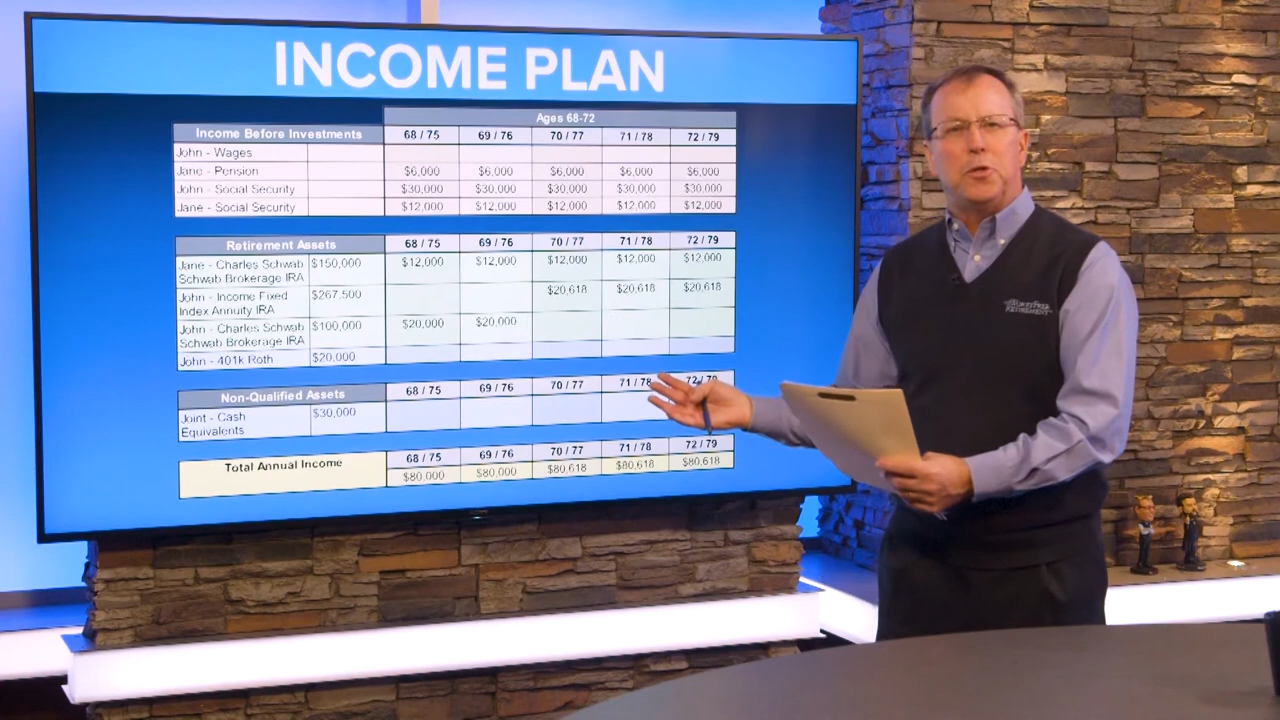 INCOME PLAN
Ages 68-72
Income Before Investments 68 / 75 69 / 76 70 / 77 71 / 78 72 / 79
John - Wages
Jane - Pension $6,000 $6,000 $6,000 $6,000 $6,000
John - Social Security $30,000 $30,000 $30,000 $30,000 $30,000
Jane - Social Security $12,000 $12,000 $12,000 $12,000 $12,000
Retirement Assets 68 / 75 69 / 76 70 / 77 71 / 78 72 / 79
Jane - Charles Schwab $150,000 $12,000 $12,000 $12,000 $12,000 $12,000
Schwab Brokerage IRA
John - Income Fixed $267,500 $20,618 $20,618 $20,618
Index Annuity IRA
John - Charles Schwab $100,000 $20,000 $20,000
Schwab Brokerage IRA
John - 401k Roth $20,000
Non-Qualified Assets 68 / 75 69 / 76 70 / 77 71 / 78 72 / 79
Joint - Cash $30,000
Equivalents
Total Annual Income 68 / 75 69 / 76 70 / 77 71 / 78 72 / 79
$80,000 $80,000 $80,618 $80,618 $80,618
RETIREMENT